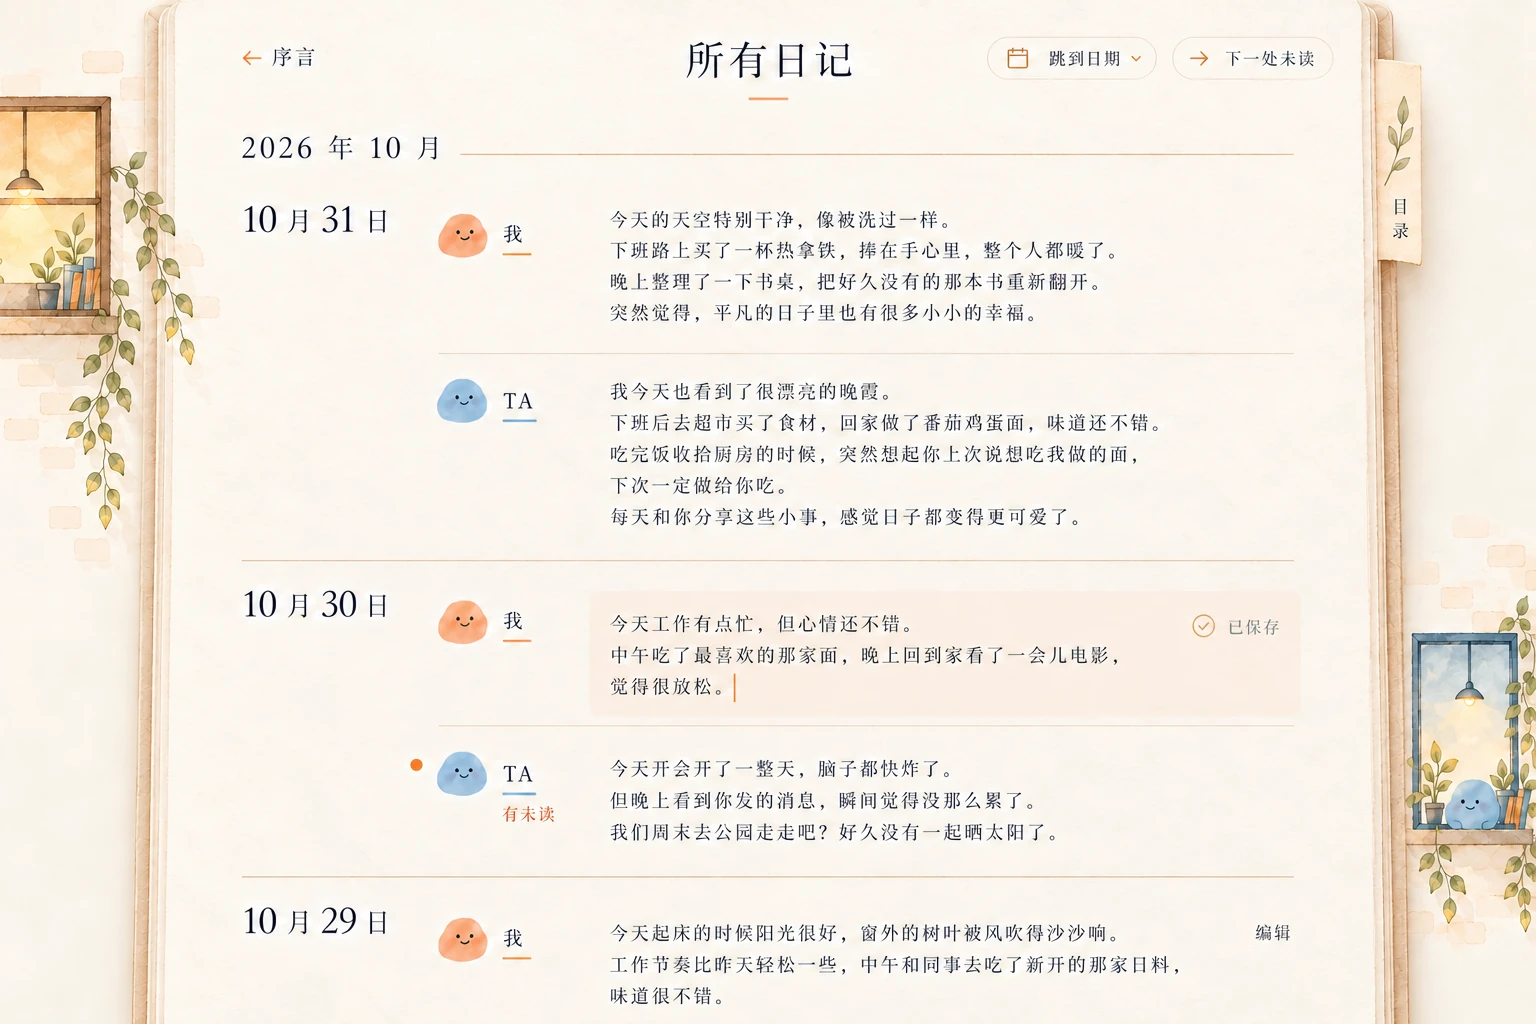 序言
所有日记
跳到日期
下一处未读
目录
2026 年 10 月
10 月 31 日
我
今天的天空特别干净，像被洗过一样。
下班路上买了一杯热拿铁，捧在手心里，整个人都暖了。
晚上整理了一下书桌，把好久没有的那本书重新翻开。
突然觉得，平凡的日子里也有很多小小的幸福。
TA
我今天也看到了很漂亮的晚霞。
下班后去超市买了食材，回家做了番茄鸡蛋面，味道还不错。
吃完饭收拾厨房的时候，突然想起你上次说想吃我做的面，
下次一定做给你吃。
每天和你分享这些小事，感觉日子都变得更可爱了。
10 月 30 日
我
今天工作有点忙，但心情还不错。
中午吃了最喜欢的那家面，晚上回到家看了一会儿电影，
觉得很放松。
已保存
TA
有未读
今天开会开了一整天，脑子都快炸了。
但晚上看到你发的消息，瞬间觉得没那么累了。
我们周末去公园走走吧？好久没有一起晒太阳了。
10 月 29 日
我
今天起床的时候阳光很好，窗外的树叶被风吹得沙沙响。
工作节奏比昨天轻松一些，中午和同事去吃了新开的那家日料，
味道很不错。
编辑